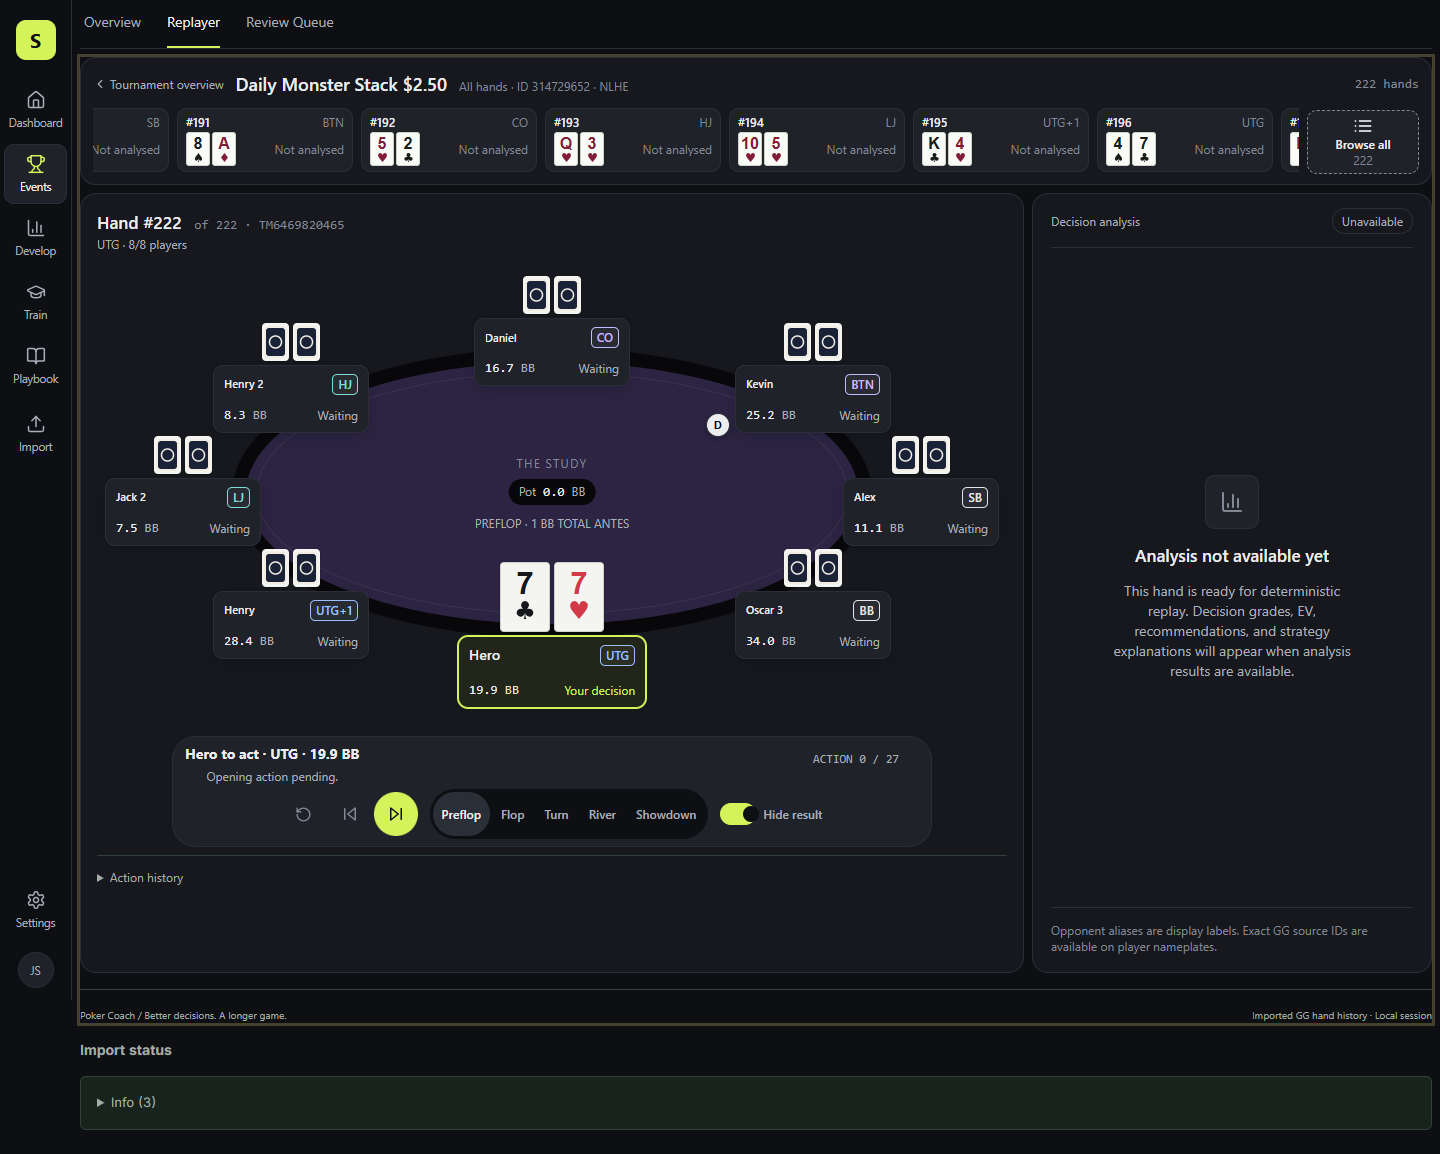 S
Dashboard
Events
Develop
Train
Playbook
Import
Settings
JS
Overview Replayer Review Queue
Tournament overview Daily Monster Stack $2.50 All hands · ID 314729652 · NLHE 222 hands
SB
Not analysed
#191 BTN
8 A Not analysed
#192 CO
5 2 Not analysed
#193 HJ
Q 3 Not analysed
#194 LJ
10 5 Not analysed
#195 UTG+1
K 4 Not analysed
#196 UTG
4 7 Not analysed
Browse all
222
Hand #222 of 222 · TM6469820465
UTG · 8/8 players
Daniel CO
16.7 BB Waiting
Henry 2 HJ
8.3 BB Waiting
Kevin BTN
25.2 BB Waiting
D
Jack 2 LJ
7.5 BB Waiting
THE STUDY
Pot 0.0 BB
PREFLOP · 1 BB TOTAL ANTES
Alex SB
11.1 BB Waiting
Henry UTG+1
28.4 BB Waiting
7 7
Oscar 3 BB
34.0 BB Waiting
Hero UTG
19.9 BB Your decision
Hero to act · UTG · 19.9 BB
ACTION 0 / 27
Opening action pending.
Preflop Flop Turn River Showdown Hide result
Action history
Decision analysis Unavailable
Analysis not available yet
This hand is ready for deterministic
replay. Decision grades, EV,
recommendations, and strategy
explanations will appear when analysis
results are available.
Opponent aliases are display labels. Exact GG source IDs are
available on player nameplates.
Poker Coach / Better decisions. A longer game.
Imported GG hand history · Local session
Import status
Info (3)